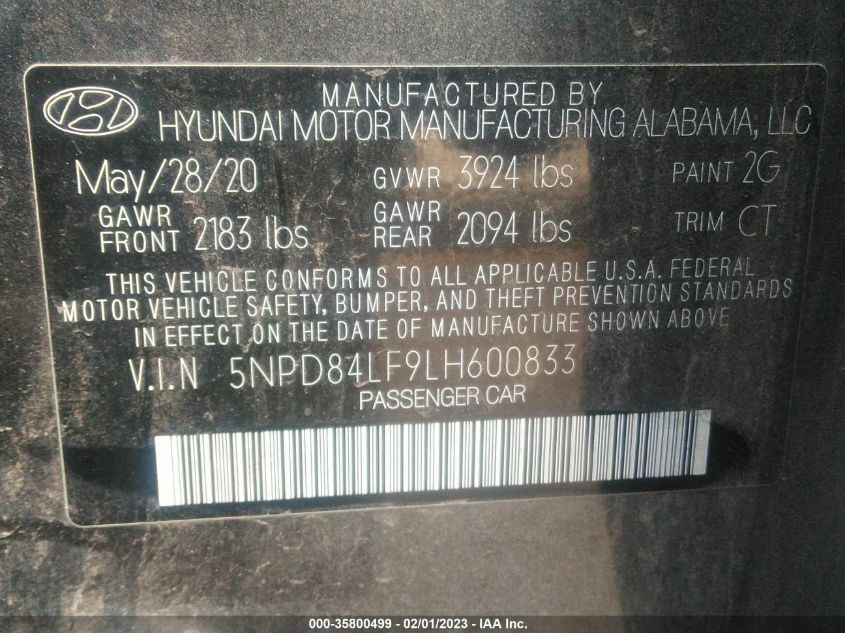 MANUFACTURED BY
HYUNDAI MOTOR MANUFACTURING ALABAMA, LLC
May/28/20 GVWR 3924 lbs PAINT 2G
GAWR FRONT 2183 lbs GAWR REAR 2094 lbs TRIM CT
THIS VEHICLE CONFORMS TO ALL APPLICABLE U.S.A. FEDERAL
MOTOR VEHICLE SAFETY, BUMPER, AND THEFT PREVENTION STANDARDS
IN EFFECT ON THE DATE OF MANUFACTURE SHOWN ABOVE
V.I.N 5NPD84LF9LH600833
PASSENGER CAR
000-35800499 - 02/01/2023 - IAA Inc.